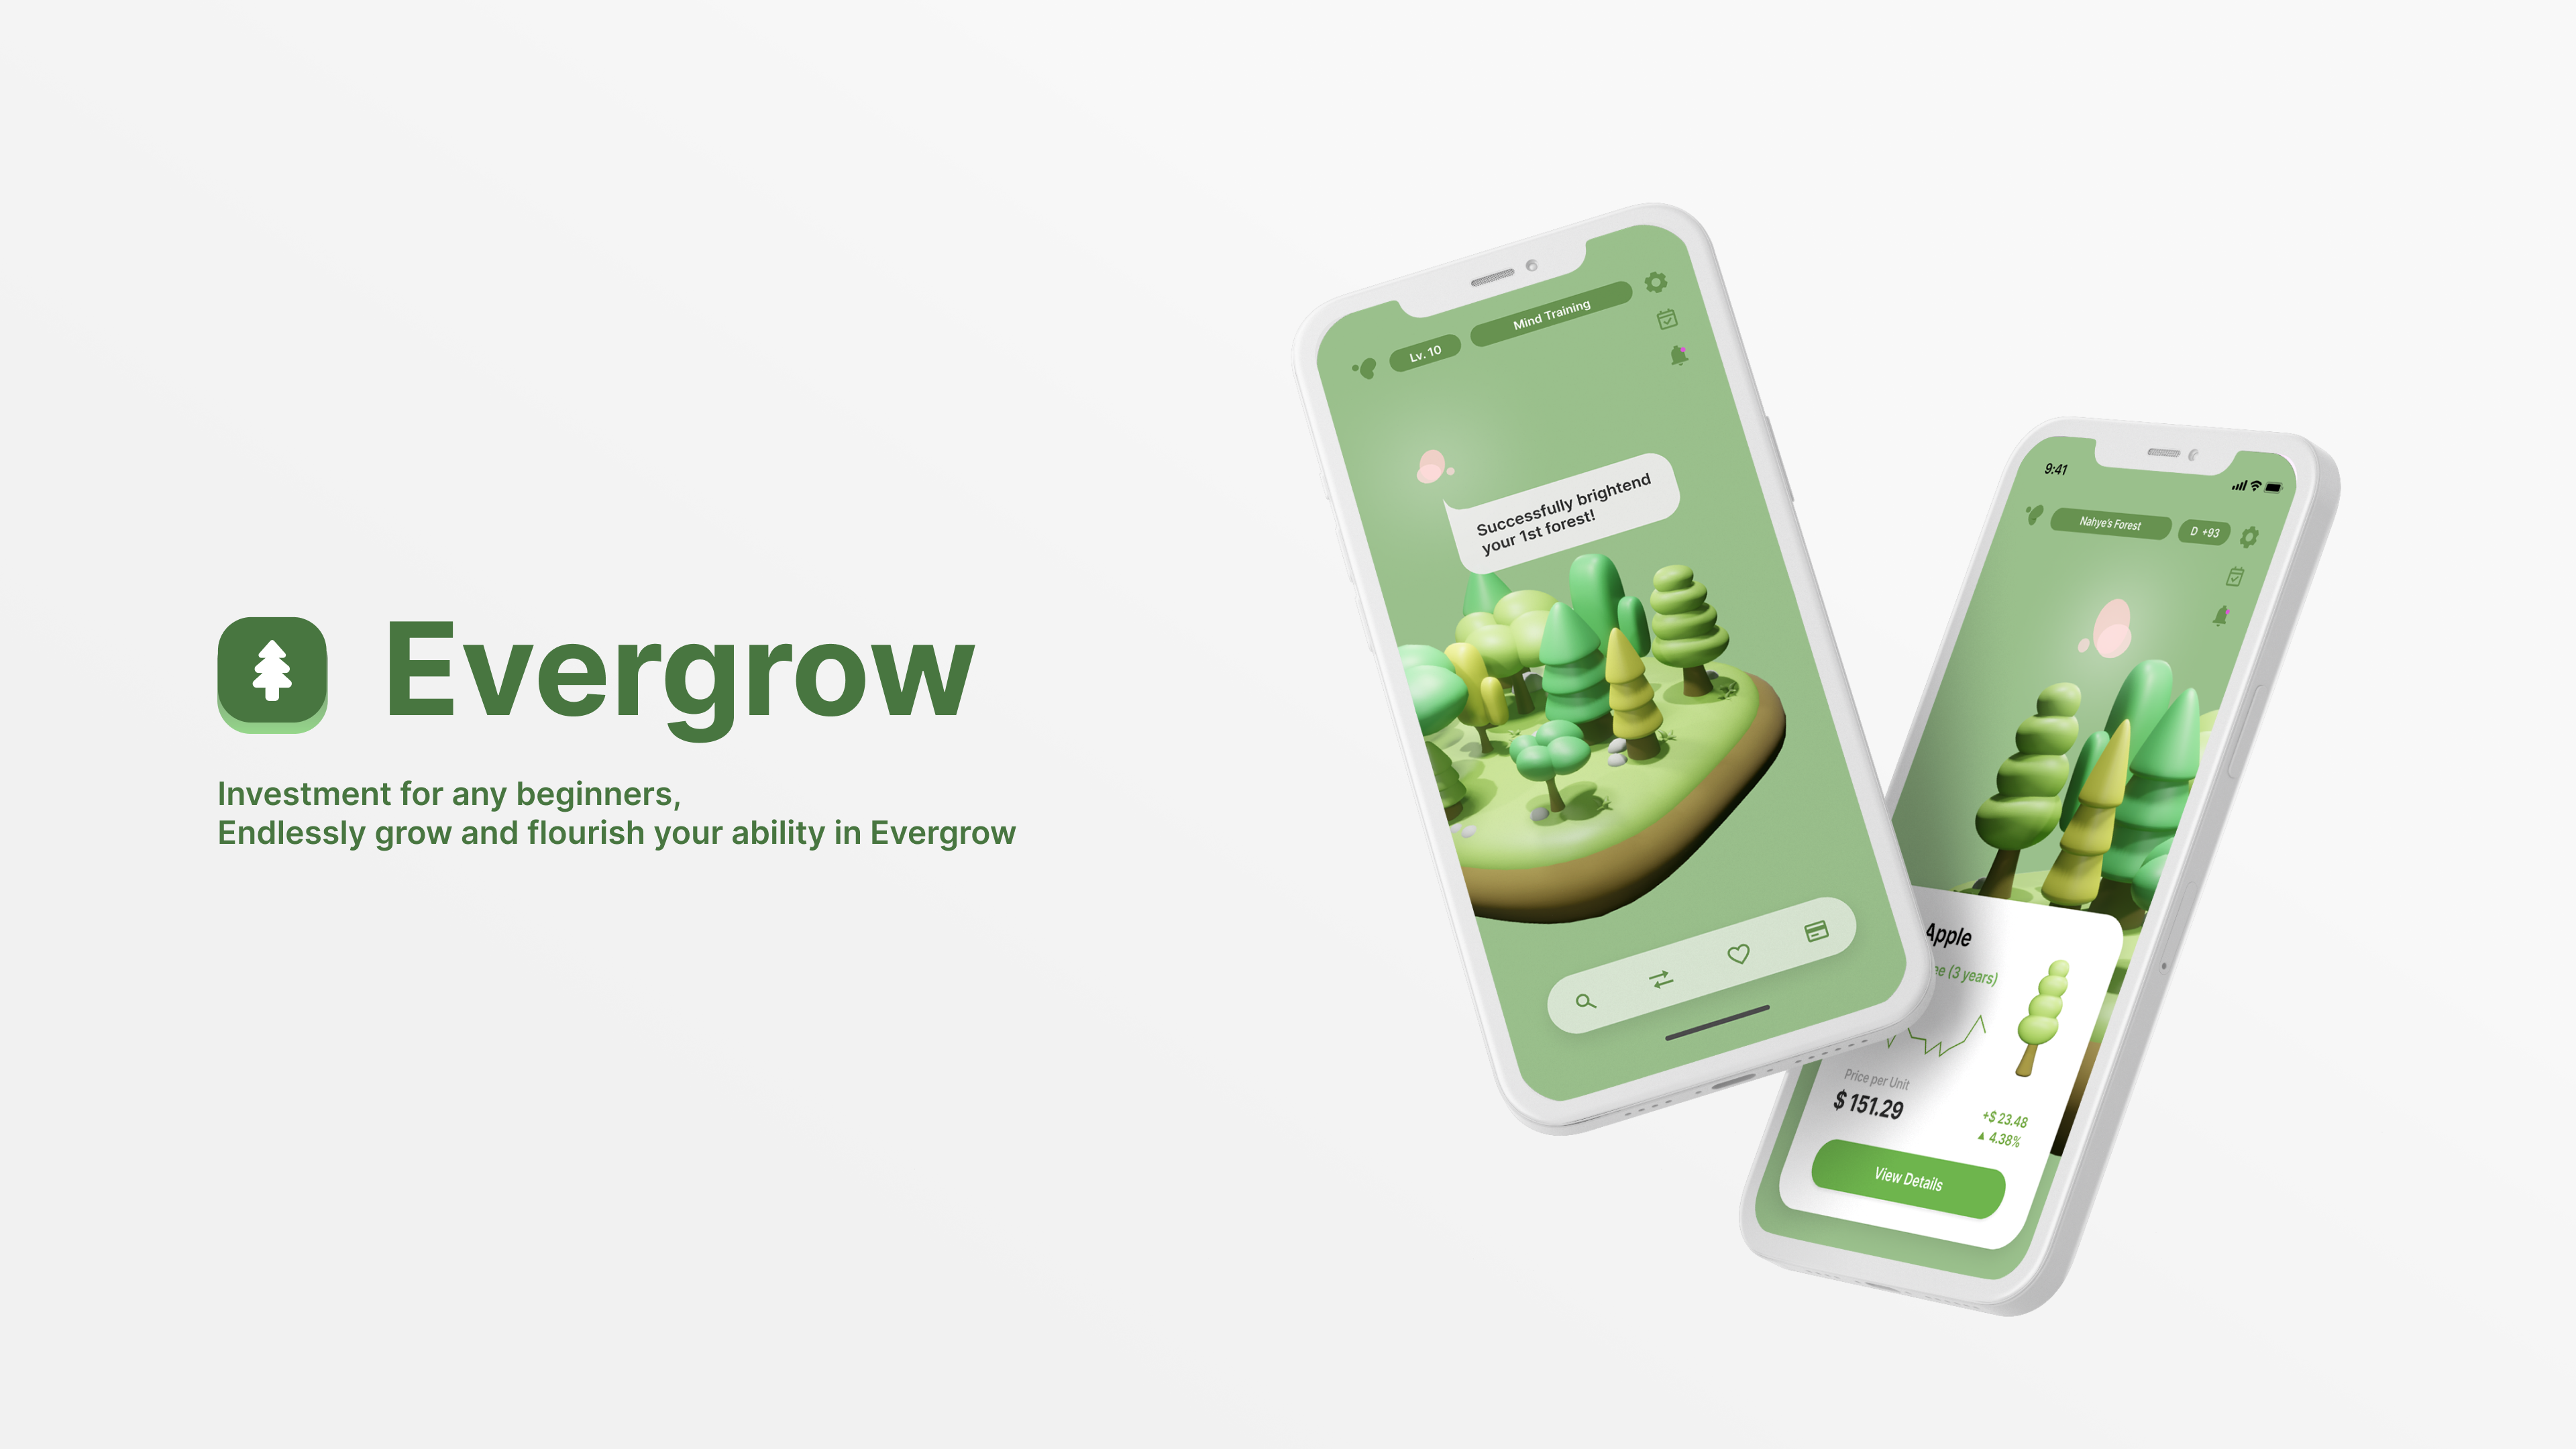 Evergrow
Investment for any beginners,
Endlessly grow and flourish your ability in Evergrow
Lv. 10
Mind Training
Successfully brightend
your 1st forest!
9:41
Nahye's Forest
D +93
Apple
(3 years)
Price per Unit
$ 151.29
+$ 23.48
▲ 4.38%
View Details